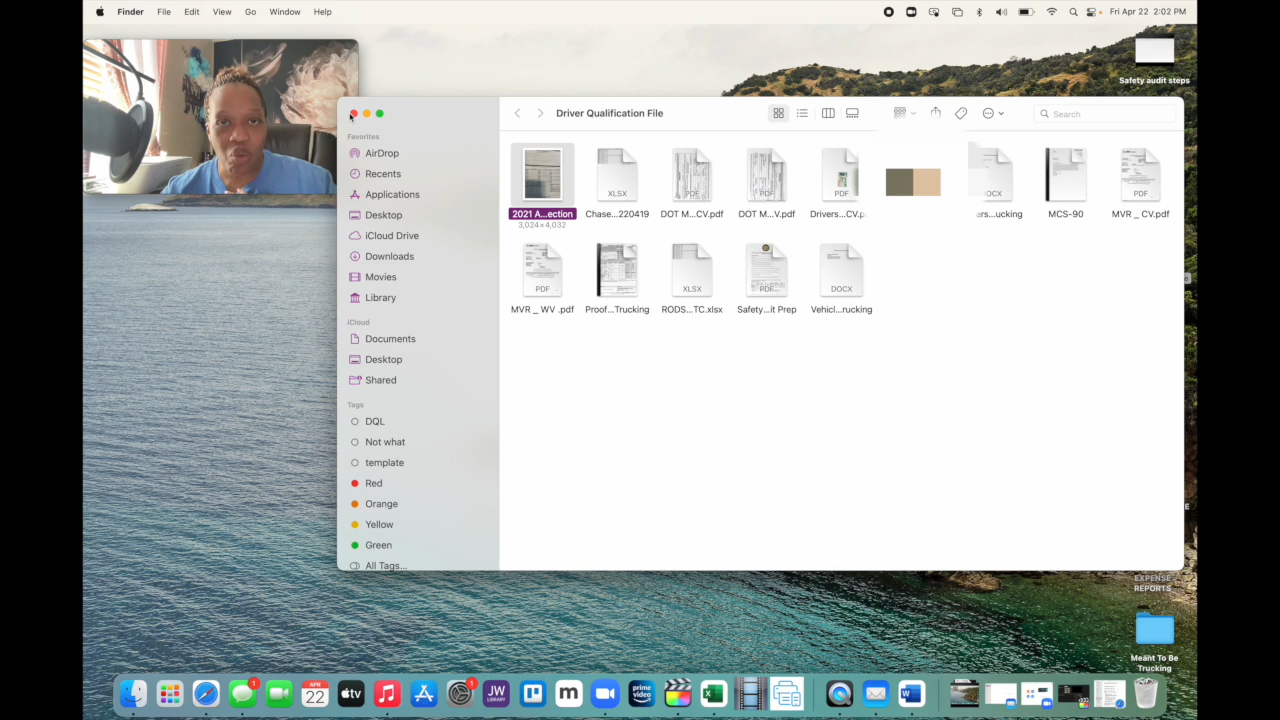 Finder File Edit View Go Window Help
Fri Apr 22 2:02 PM
Safety audit steps
Driver Qualification File
Search
Favorites
AirDrop
Recents
Applications
Desktop
iCloud Drive
Downloads
Movies
Library
iCloud
Documents
Desktop
Shared
Tags
DQL
Not what
template
Red
Orange
Yellow
Green
All Tags...
XLSX PDF PDF PDF OCX PDF
2021 A...ection Chase...220419 DOT M...CV.pdf DOT M...V.pdf Drivers...CV.p ers...ucking MCS-90 MVR _ CV.pdf
3,024×4,032
PDF XLSX PDF DOCX
MVR _ WV .pdf Proof...Trucking RODS...TC.xlsx Safety...it Prep Vehicl...rucking
EXPENSE
REPORTS
Meant To Be
Trucking
1
APR
22
tv
1
JW
LIBRARY
m
zoom
prime
video
X
W